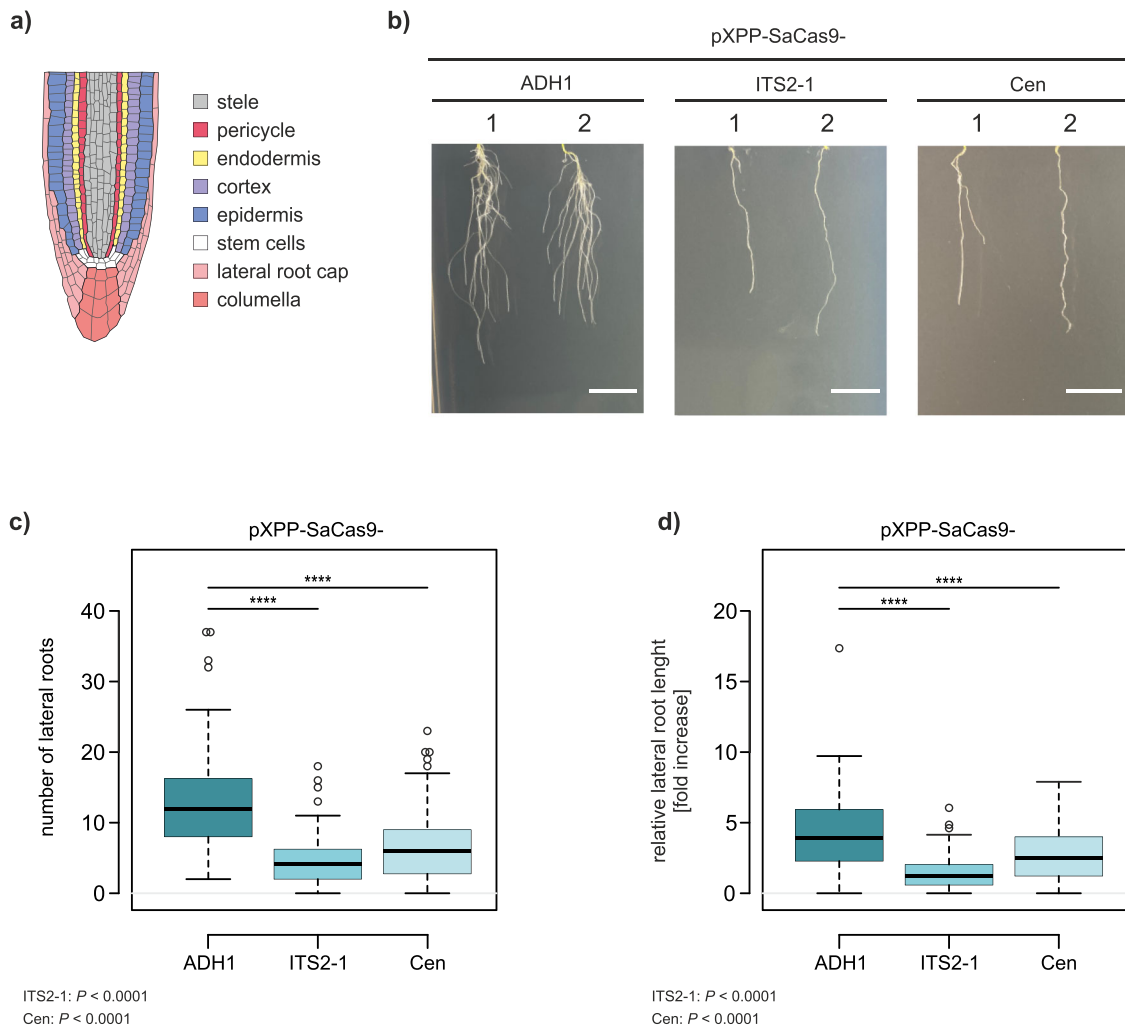 a)
stele
pericycle
endodermis
cortex
epidermis
stem cells
lateral root cap
columella
b)
pXPP-SaCas9-
ADH1 ITS2-1 Cen
1 2 1 2 1 2
c)
pXPP-SaCas9-
****
****
number of lateral roots
40
30
20
10
0
ADH1 ITS2-1 Cen
ITS2-1: P < 0.0001
Cen: P < 0.0001
d)
pXPP-SaCas9-
****
****
relative lateral root lenght
[fold increase]
20
15
10
5
0
ADH1 ITS2-1 Cen
ITS2-1: P < 0.0001
Cen: P < 0.0001